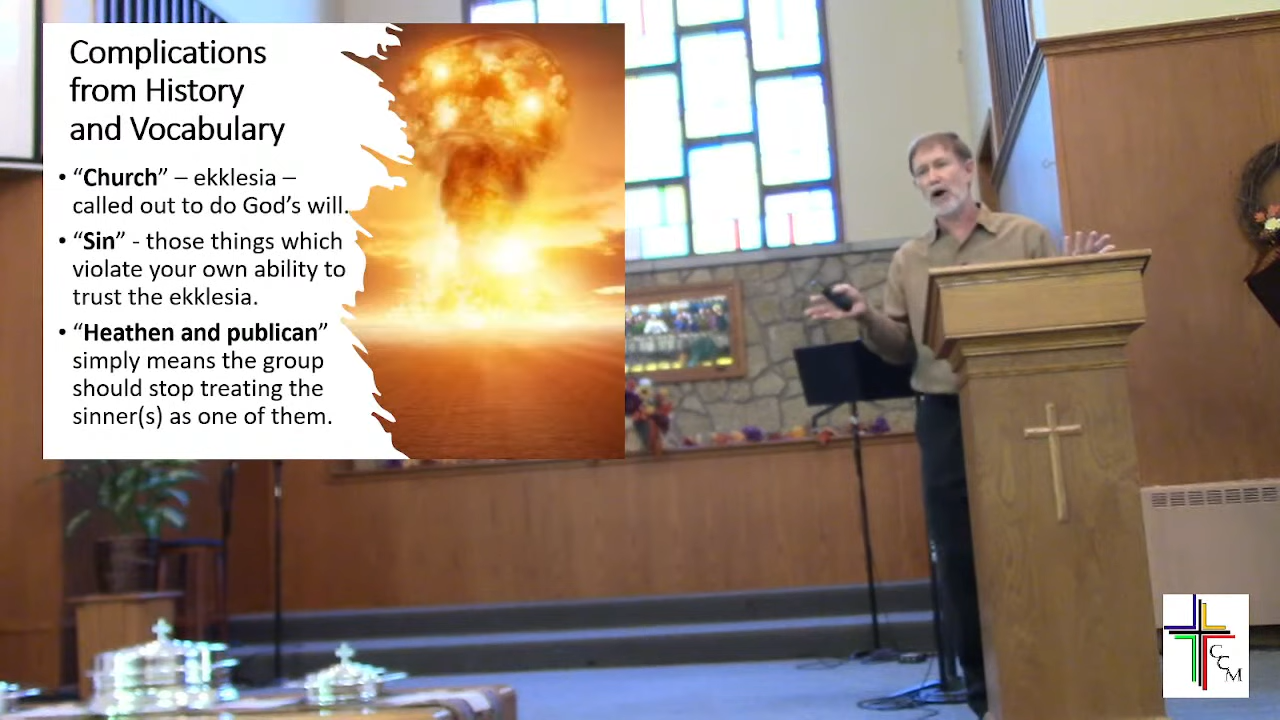 Complications
from History
and Vocabulary
• “Church” – ekklesia –
called out to do God’s will.
• “Sin” - those things which
violate your own ability to
trust the ekklesia.
• “Heathen and publican”
simply means the group
should stop treating the
sinner(s) as one of them.
CCM